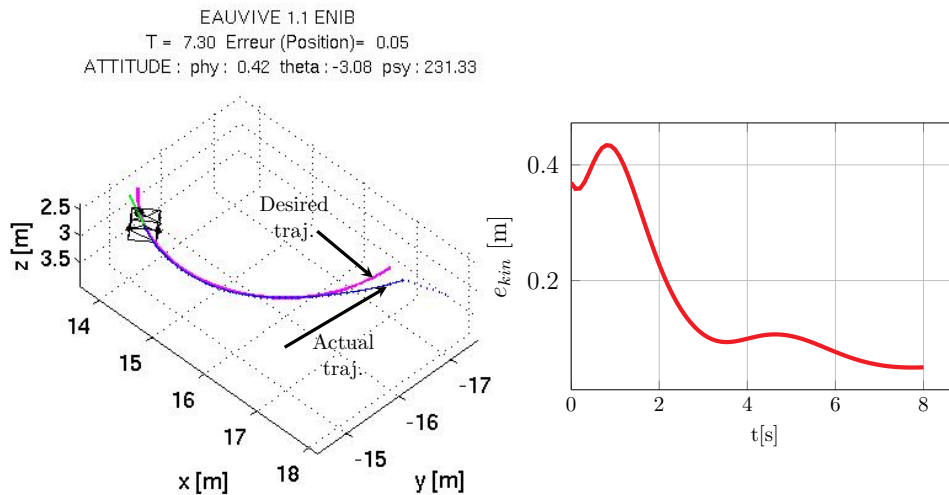 EAUVIVE 1.1 ENIB
T = 7.30 Erreur (Position)= 0.05
ATTITUDE : phy : 0.42 theta : -3.08 psy : 231.33
2.5
3
3.5
z [m]
Desired
traj.
Actual
traj.
14
15
16
17
18
x [m]
-15
-16
-17
y [m]
0.4
0.2
e_kin [m]
0
2
4
6
8
t[s]